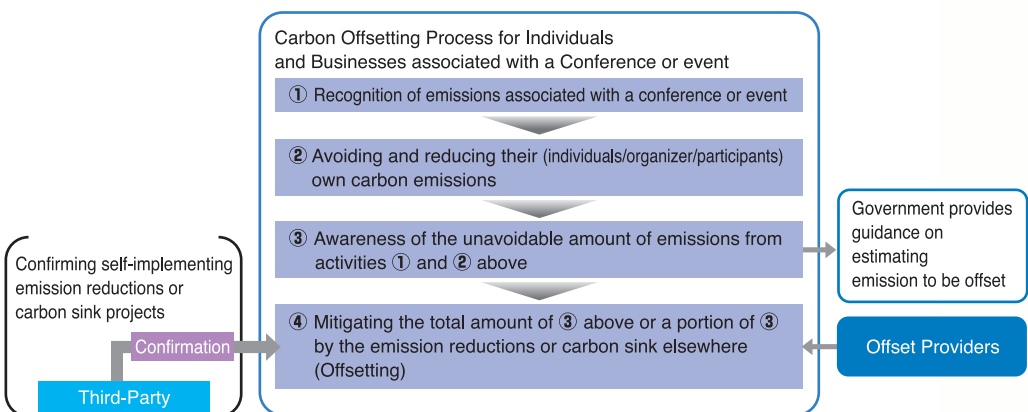 Carbon Offsetting Process for Individuals
and Businesses associated with a Conference or event
① Recognition of emissions associated with a conference or event
② Avoiding and reducing their (individuals/organizer/participants)
own carbon emissions
③ Awareness of the unavoidable amount of emissions from
activities ① and ② above
④ Mitigating the total amount of ③ above or a portion of ③
by the emission reductions or carbon sink elsewhere
(Offsetting)
Confirming self-implementing
emission reductions or
carbon sink projects
Confirmation
Third-Party
Government provides
guidance on
estimating
emission to be offset
Offset Providers